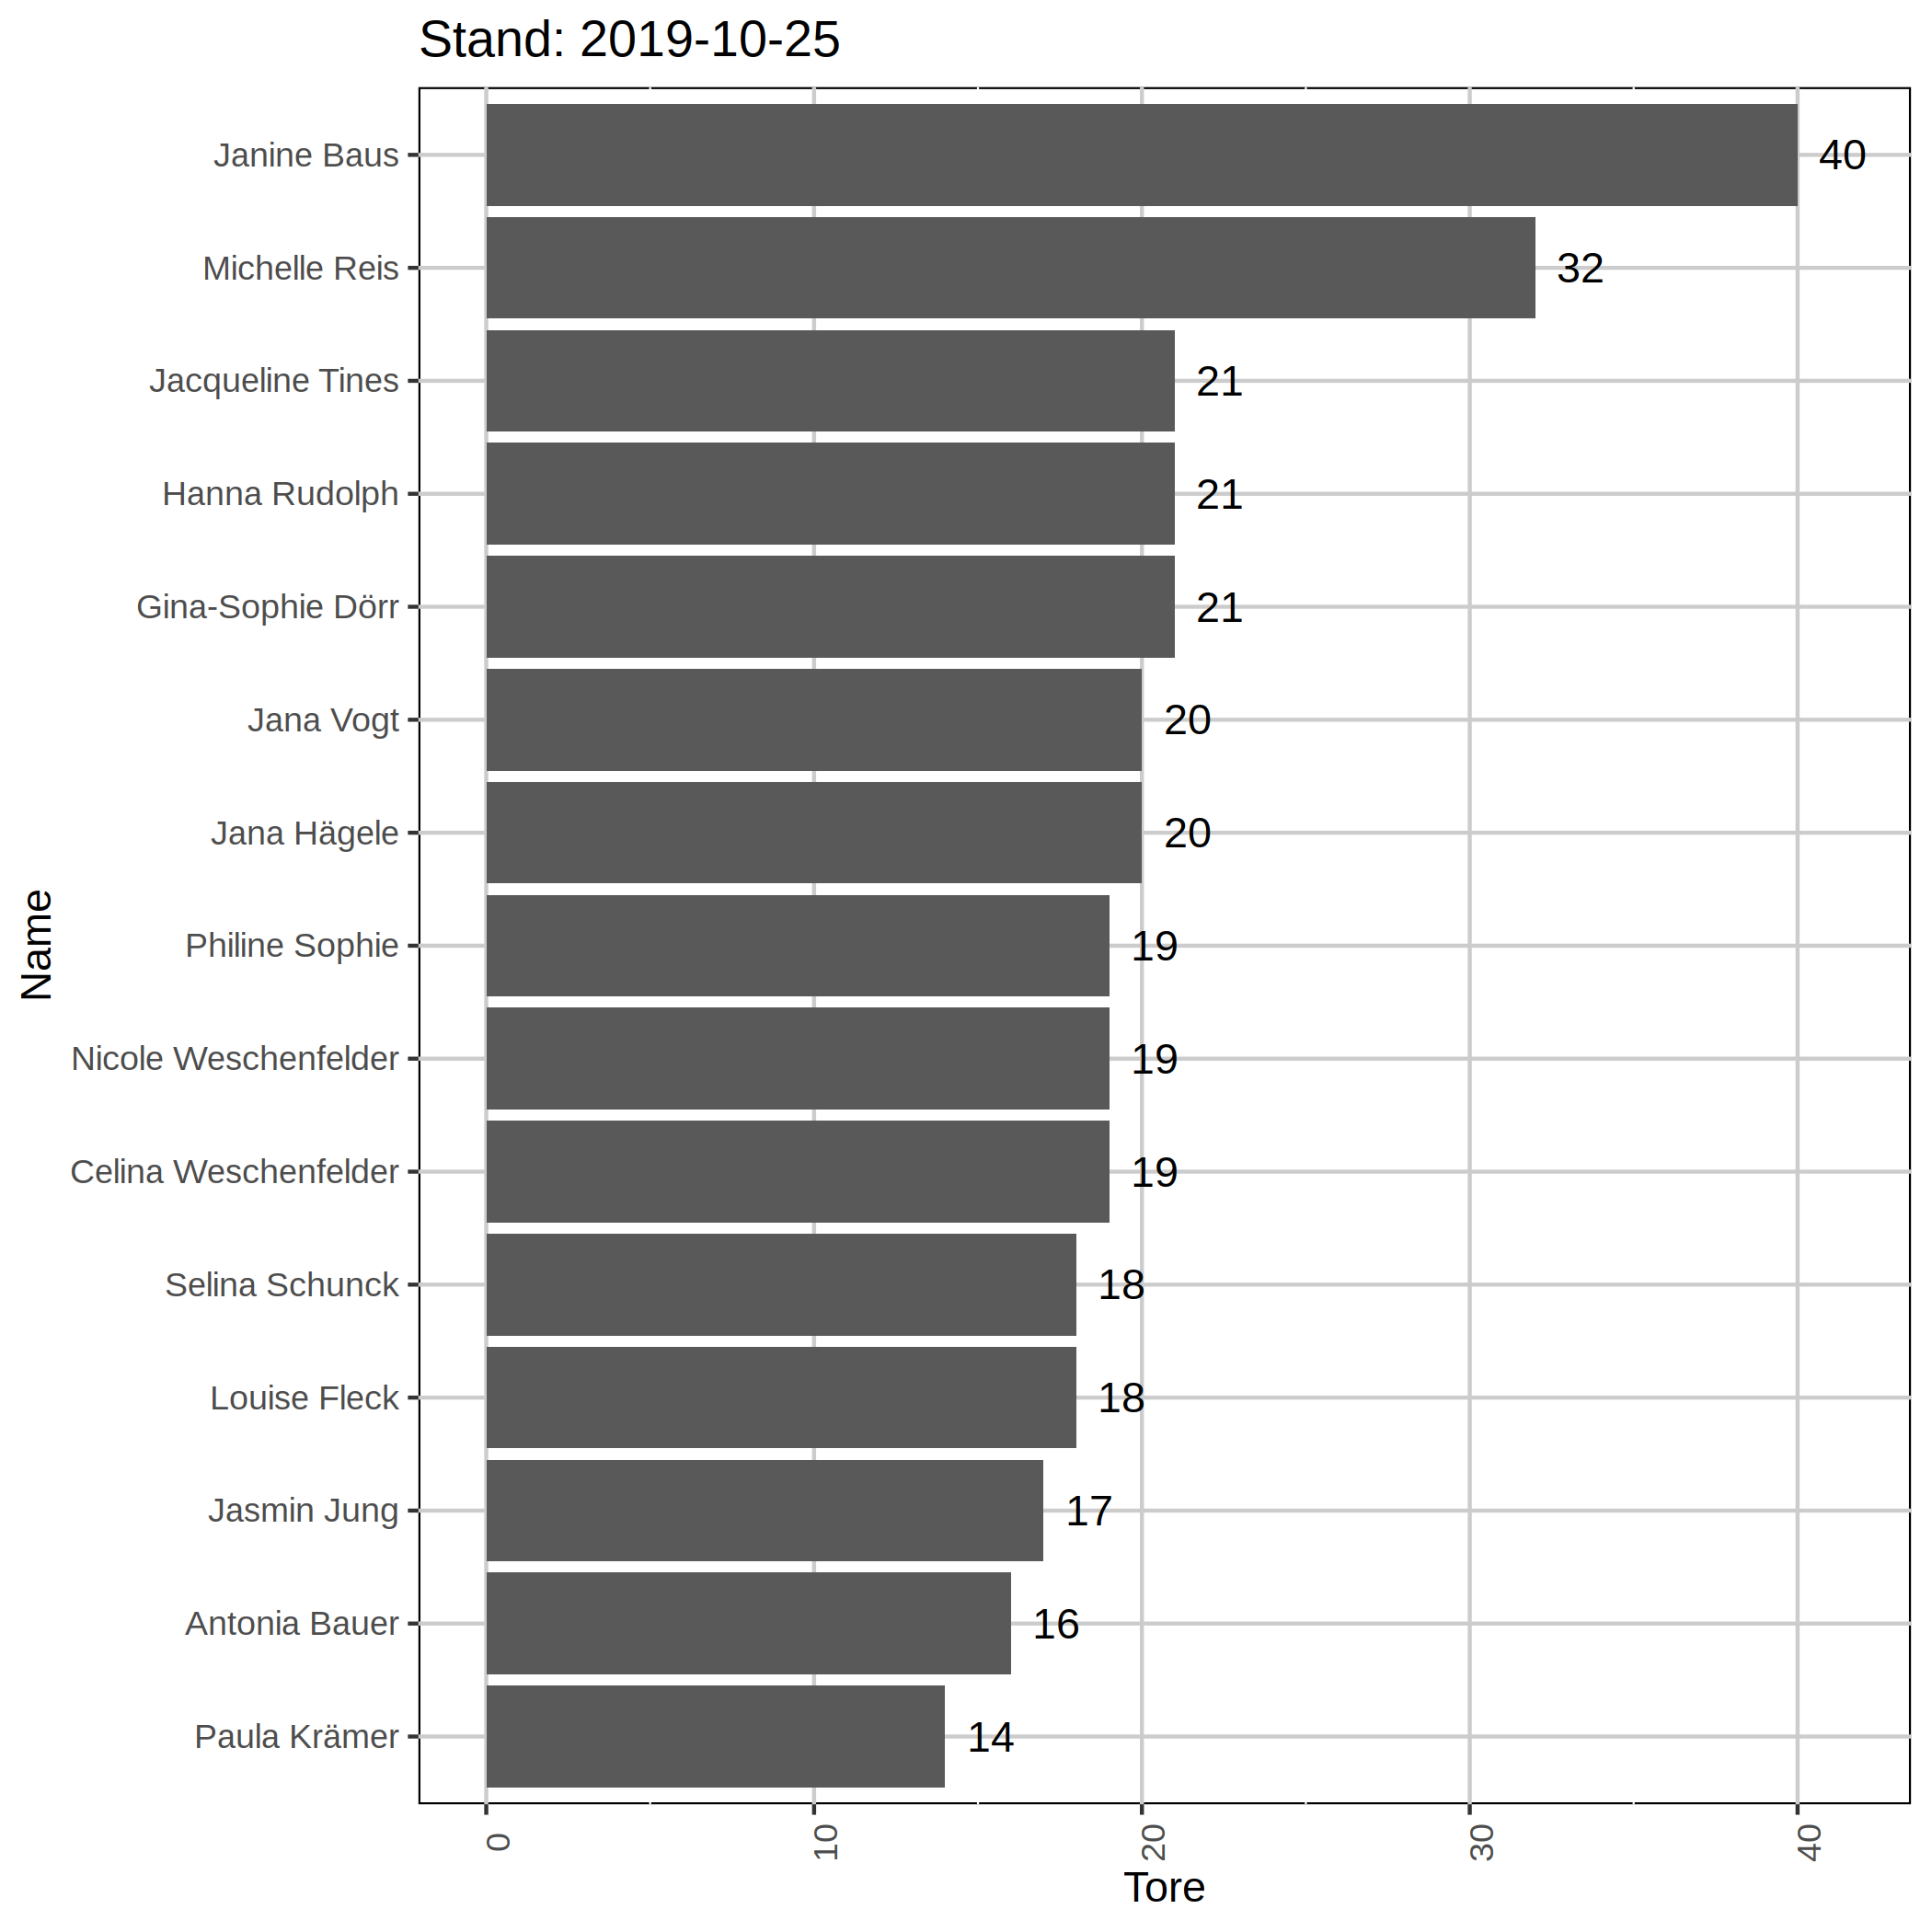 Stand: 2019-10-25
Name
Janine Baus 40
Michelle Reis 32
Jacqueline Tines 21
Hanna Rudolph 21
Gina-Sophie Dörr 21
Jana Vogt 20
Jana Hägele 20
Philine Sophie 19
Nicole Weschenfelder 19
Celina Weschenfelder 19
Selina Schunck 18
Louise Fleck 18
Jasmin Jung 17
Antonia Bauer 16
Paula Krämer 14
0 10 20 30 40
Tore